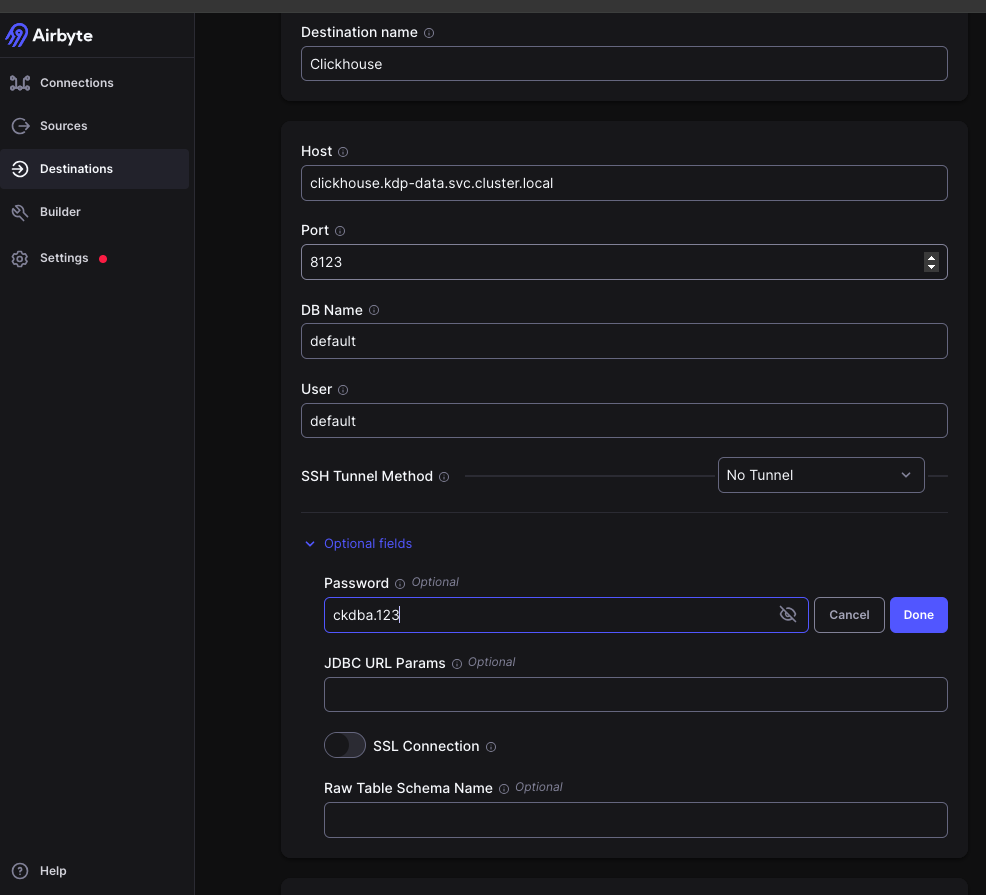 Airbyte
Connections
Sources
Destinations
Builder
Settings
Help
Destination name
Clickhouse
Host
clickhouse.kdp-data.svc.cluster.local
Port
8123
DB Name
default
User
default
SSH Tunnel Method
No Tunnel
Optional fields
Password Optional
ckdba.123
Cancel
Done
JDBC URL Params Optional
SSL Connection
Raw Table Schema Name Optional